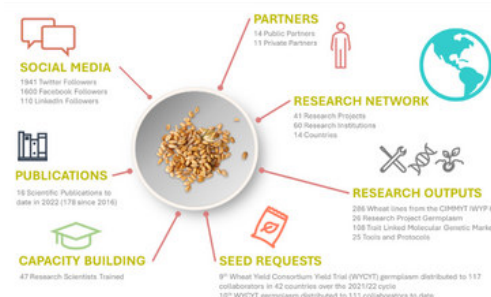 PARTNERS
14 Public Partners
11 Private Partners
SOCIAL MEDIA
1941 Twitter Followers
1600 Facebook Followers
110 LinkedIn Followers
RESEARCH NETWORK
41 Research Projects
60 Research Institutions
14 Countries
PUBLICATIONS
16 Scientific Publications to
date in 2022 (178 since 2016)
RESEARCH OUTPUTS
286 Wheat lines from the CIMMYT IWYP
26 Research Project Germplasm
108 Trait Linked Molecular Genetic
25 Tools and Protocols
CAPACITY BUILDING
47 Research Scientists Trained
SEED REQUESTS
9th Wheat Yield Consortium Yield Trial (WYCYT) germplasm distributed to 117
collaborators in 42 countries over the 2021/22 cycle
10th WYCYT germplasm distributed to 111 collaborators to date